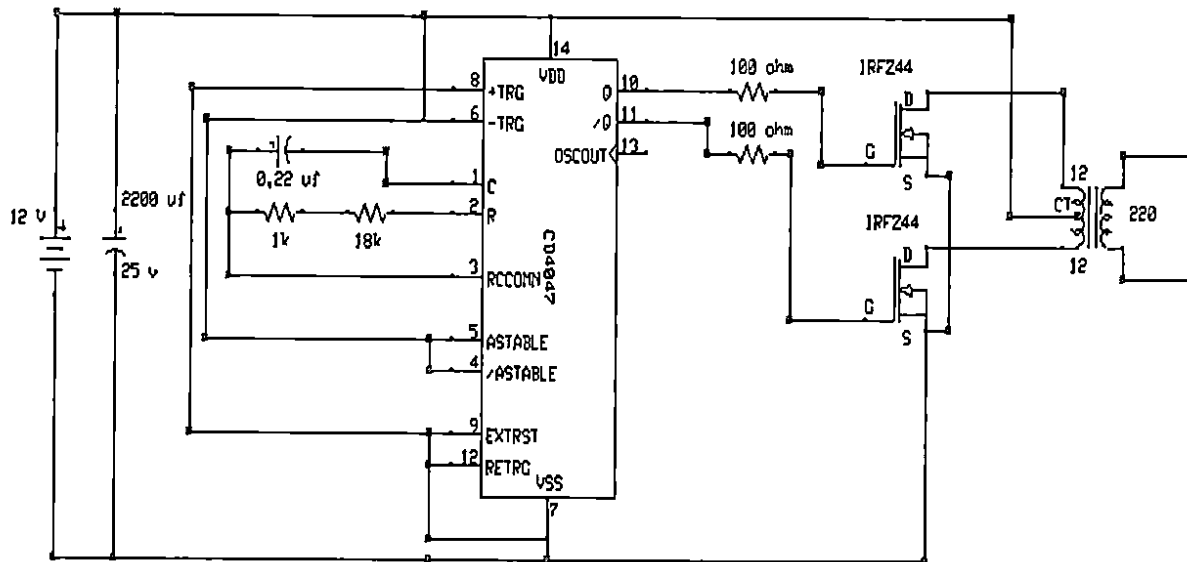 14
VDD
8
+TRG
6
-TRG
0,22 uf
1
C
2
R
1k
18k
3
RCCOMN
5
ASTABLE
4
/ASTABLE
9
EXTRST
12
RETRG
VSS
7
CD4047
Q
10
/Q
11
OSCOUT
13
100 ohm
100 ohm
IRFZ44
D
G
S
IRFZ44
D
G
S
12
CT
12
220
12 V
2200 uf
25 v